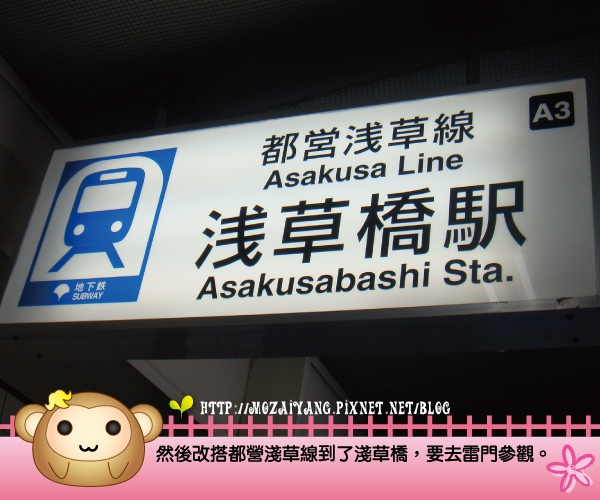 A3
都営浅草線
Asakusa Line
浅草橋駅
Asakusabashi Sta.
地下鉄
SUBWAY
HTTP://MOZAIYANG.PIXNET.NET/BLOG
然後改搭都營淺草線到了淺草橋，要去雷門參觀。